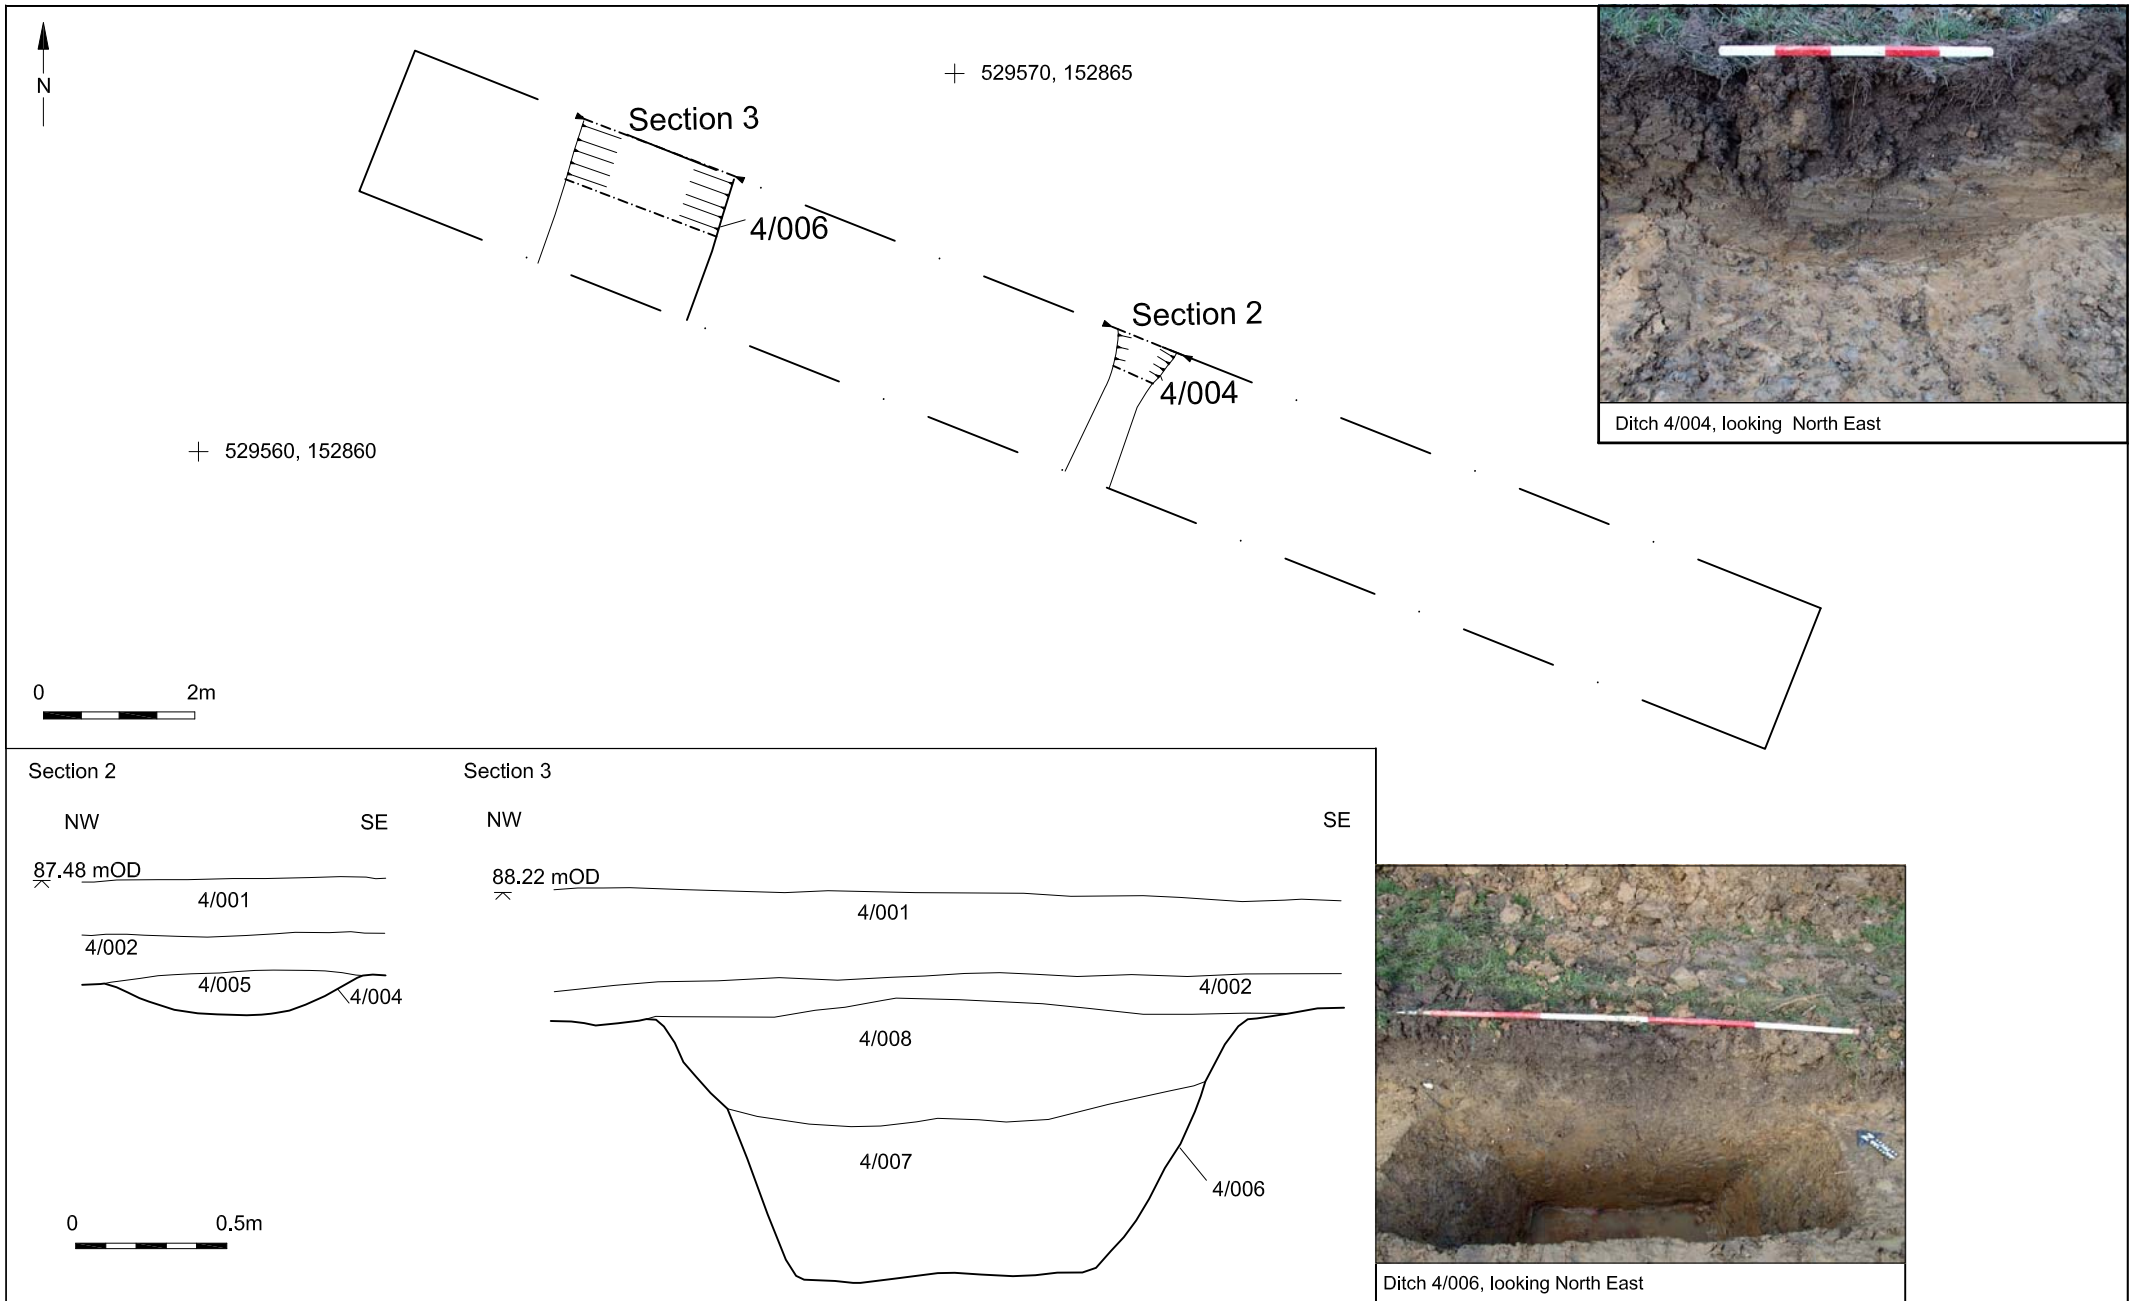 N
529570, 152865
Section 3
4/006
Section 2
4/004
Ditch 4/004, looking North East
529560, 152860
0 2m
Section 2
NW SE
87.48 mOD
4/001
4/002
4/005
4/004
0 0.5m
Section 3
NW SE
88.22 mOD
4/001
4/002
4/008
4/007
4/006
Ditch 4/006, looking North East